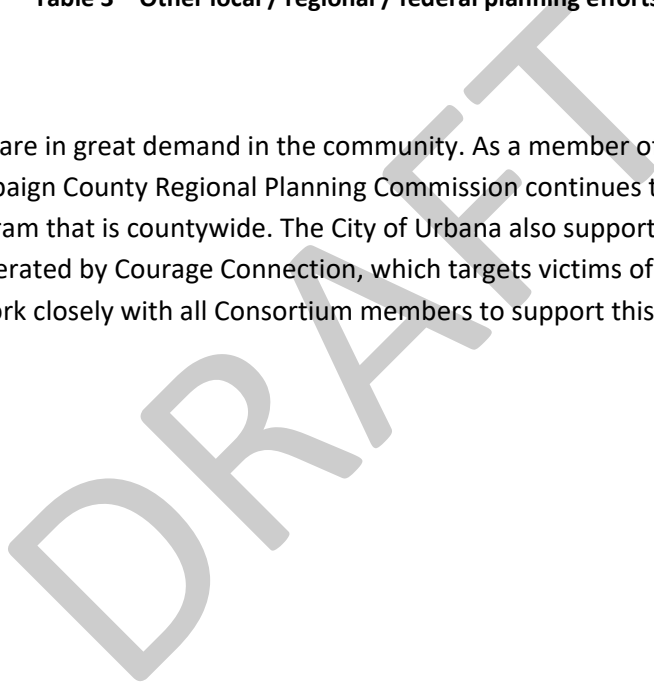 Table 3 – Other local / regional / federal planning efforts
are in great demand in the community. As a member of
paign County Regional Planning Commission continues t
ram that is countywide. The City of Urbana also support
erated by Courage Connection, which targets victims of
rk closely with all Consortium members to support this
DRAFT